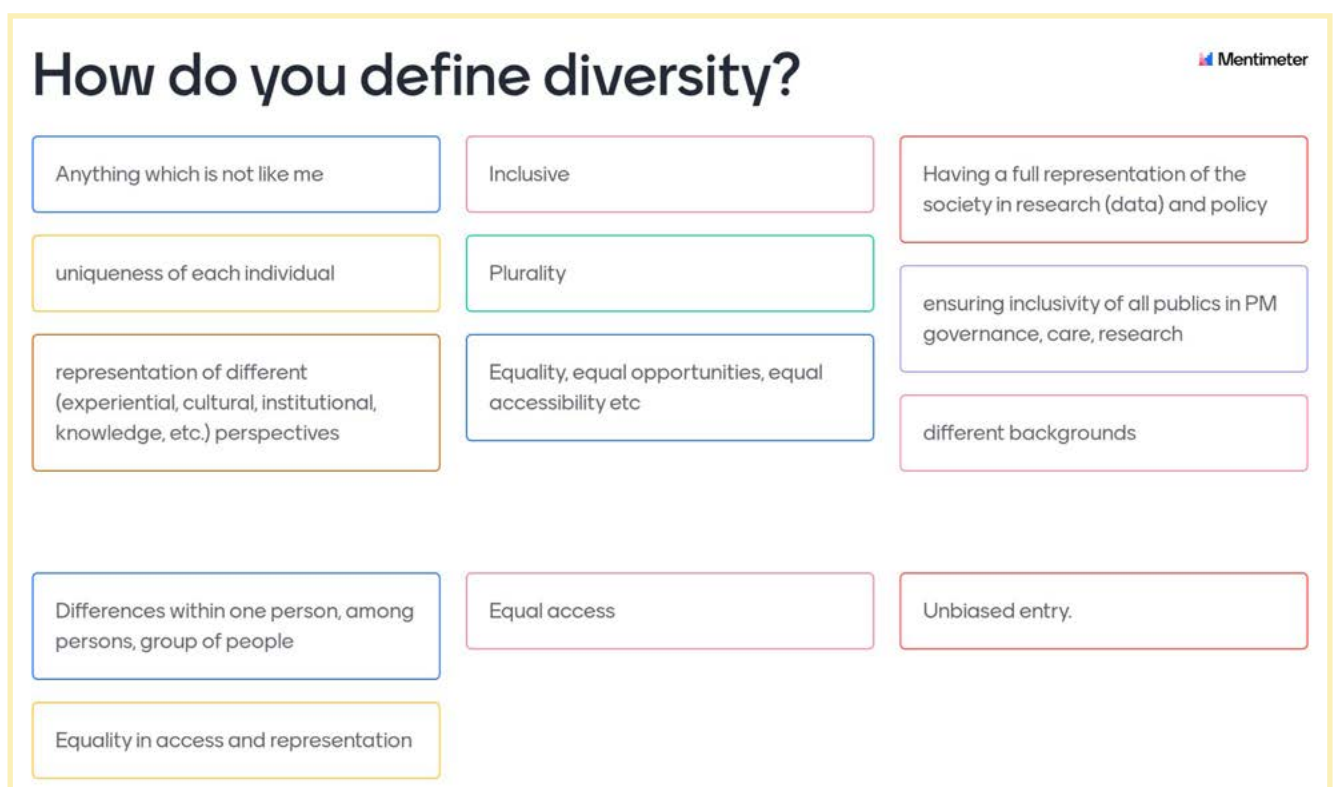 How do you define diversity?
Mentimeter
Anything which is not like me
uniqueness of each individual
representation of different
(experiential, cultural, institutional,
knowledge, etc.) perspectives
Inclusive
Plurality
Equality, equal opportunities, equal
accessibility etc
Having a full representation of the
society in research (data) and policy
ensuring inclusivity of all publics in PM
governance, care, research
different backgrounds
Differences within one person, among
persons, group of people
Equality in access and representation
Equal access
Unbiased entry.